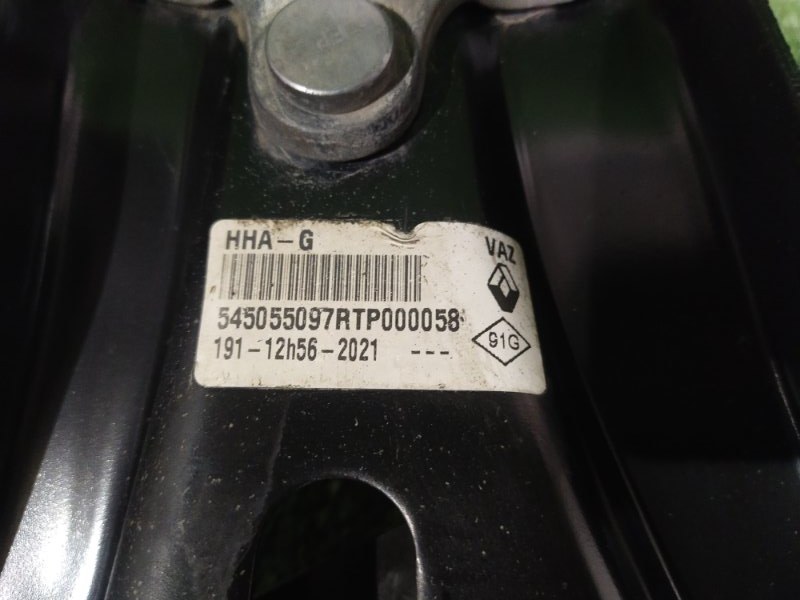 HHA-G
VAZ
545055097RTP000058
191-12h56-2021 ---
91G